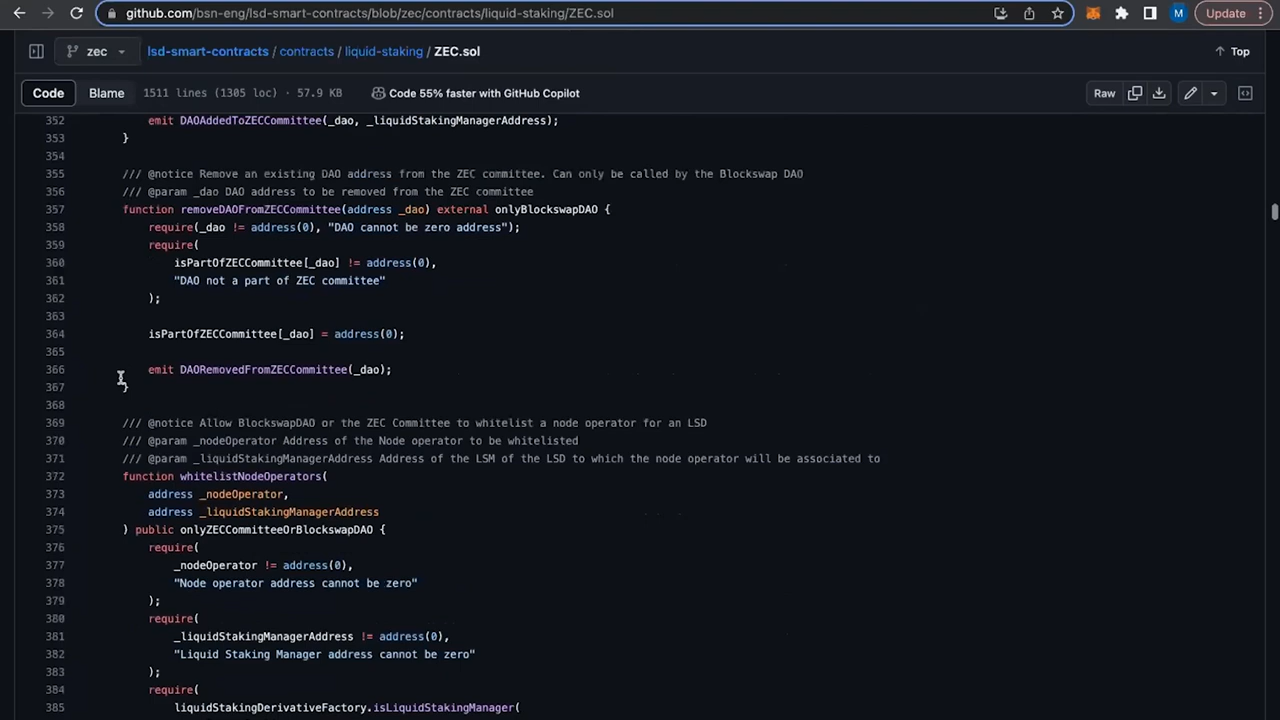 github.com/bsn-eng/lsd-smart-contracts/blob/zec/contracts/liquid-staking/ZEC.sol
M
Update
zec
lsd-smart-contracts / contracts / liquid-staking / ZEC.sol
Top
Code
Blame
1511 lines (1305 loc) · 57.9 KB
Code 55% faster with GitHub Copilot
Raw
352 emit DAOAddedToZECCommittee(_dao, _liquidStakingManagerAddress);
353 }
354
355 /// @notice Remove an existing DAO address from the ZEC committee. Can only be called by the Blockswap DAO
356 /// @param _dao DAO address to be removed from the ZEC committee
357 function removeDAOFromZECCommittee(address _dao) external onlyBlockswapDAO {
358 require(_dao != address(0), "DAO cannot be zero address");
359 require(
360 isPartOfZECCommittee[_dao] != address(0),
361 "DAO not a part of ZEC committee"
362 );
363
364 isPartOfZECCommittee[_dao] = address(0);
365
366 emit DAORemovedFromZECCommittee(_dao);
367 }
368
369 /// @notice Allow BlockswapDAO or the ZEC Committee to whitelist a node operator for an LSD
370 /// @param _nodeOperator Address of the Node operator to be whitelisted
371 /// @param _liquidStakingManagerAddress Address of the LSM of the LSD to which the node operator will be associated to
372 function whitelistNodeOperators(
373 address _nodeOperator,
374 address _liquidStakingManagerAddress
375 ) public onlyZECCommitteeOrBlockswapDAO {
376 require(
377 _nodeOperator != address(0),
378 "Node operator address cannot be zero"
379 );
380 require(
381 _liquidStakingManagerAddress != address(0),
382 "Liquid Staking Manager address cannot be zero"
383 );
384 require(
385 liquidStakingDerivativeFactory.isLiquidStakingManager(